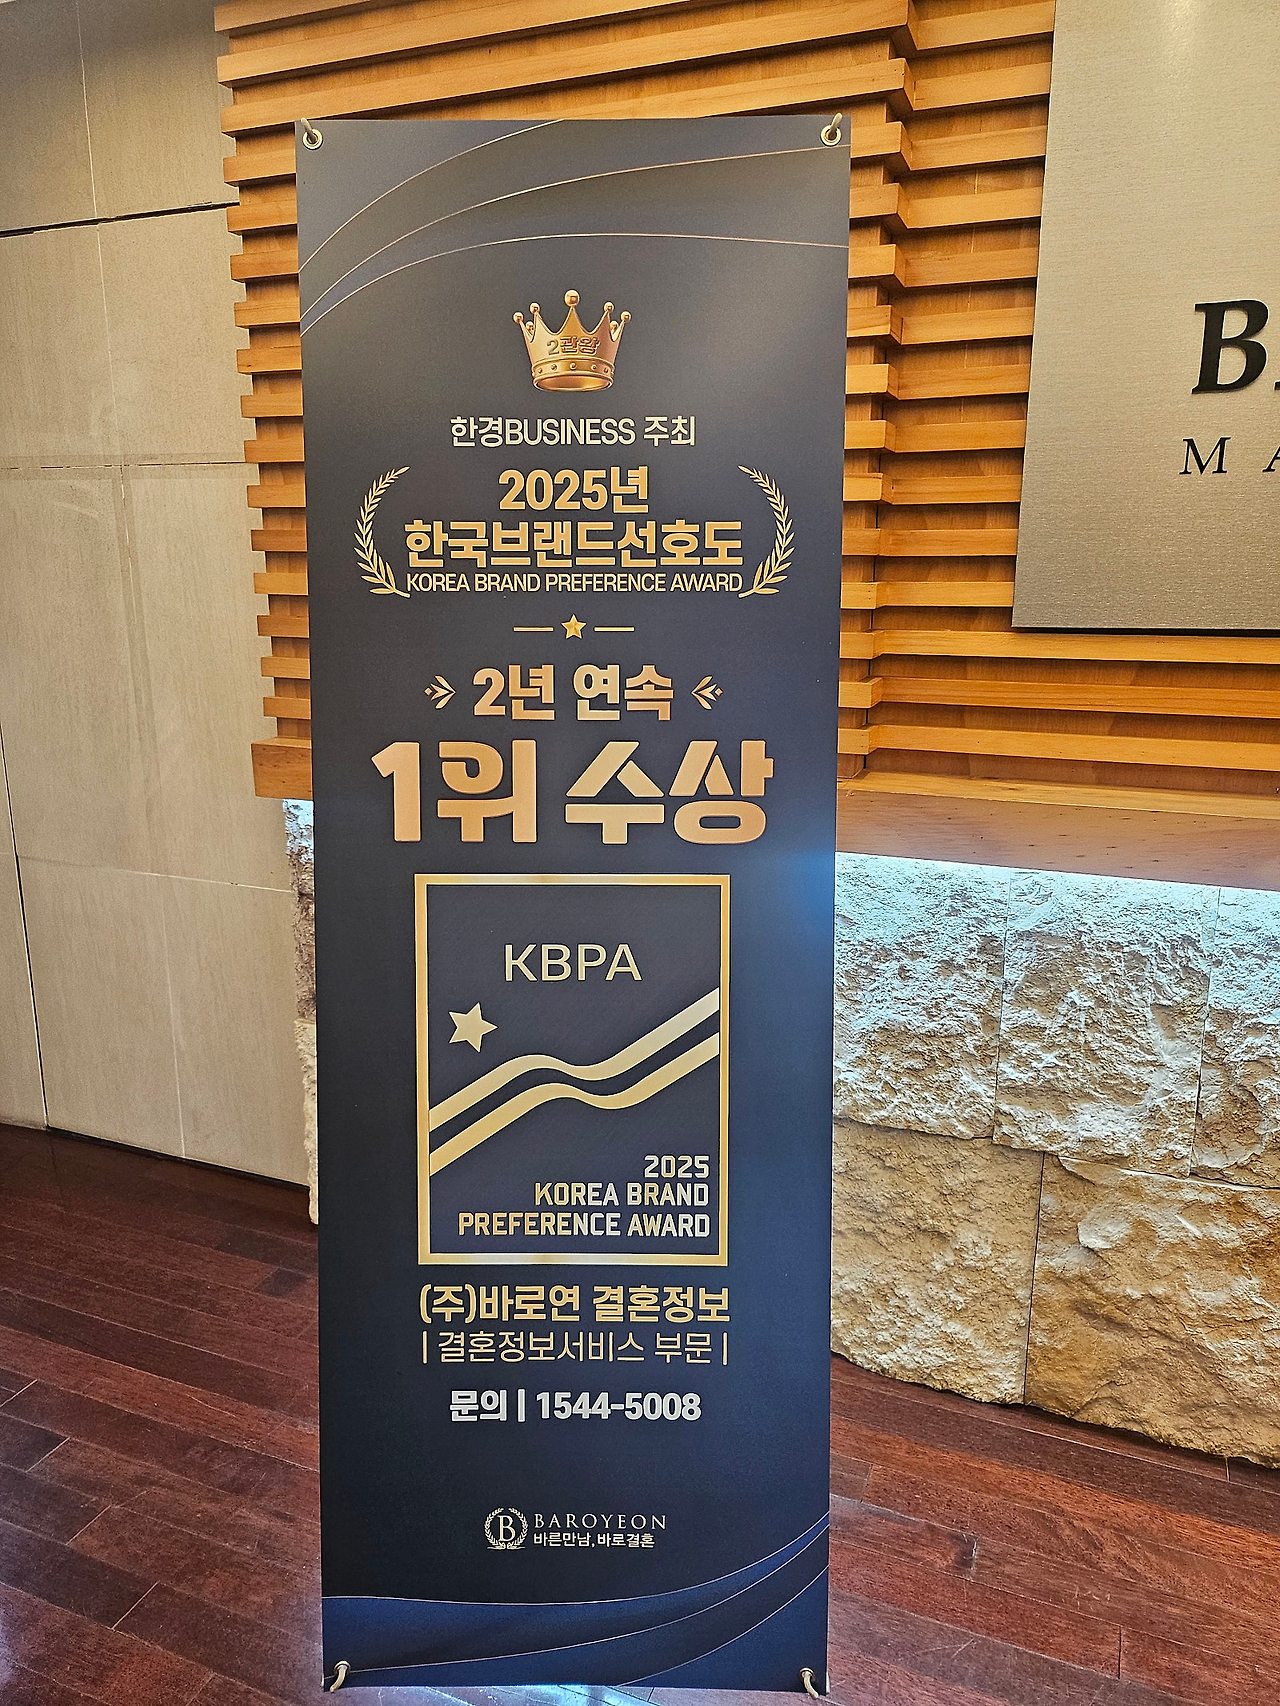 2관왕
한경BUSINESS 주최
2025년
한국브랜드선호도
KOREA BRAND PREFERENCE AWARD
2년 연속
1위 수상
KBPA
2025
KOREA BRAND
PREFERENCE AWARD
(주)바로연 결혼정보
| 결혼정보서비스 부문 |
문의 | 1544-5008
B BAROYEON
바른만남, 바로결혼
B
M A